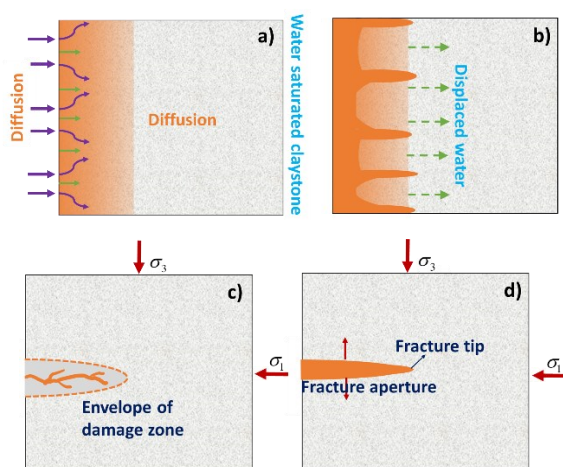 a)
Diffusion
Diffusion
Water saturated claystone
b)
Displaced water
σ3
c)
σ1
Envelope of
damage zone
σ3
d)
σ1
Fracture tip
Fracture aperture